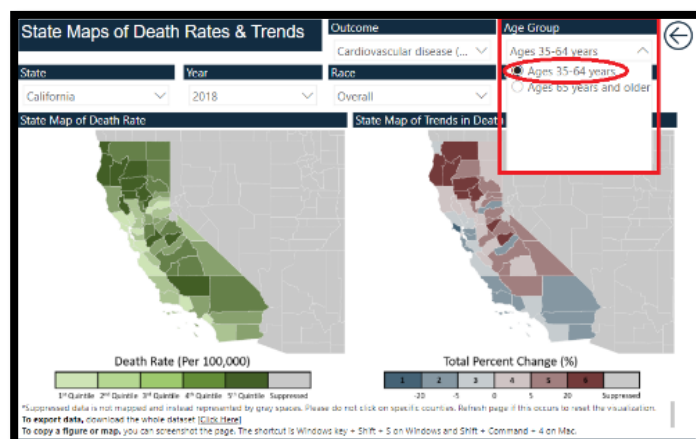 State Maps of Death Rates & Trends
Outcome
Cardiovascular disease (...
Age Group
Ages 35-64 years
Ages 35-64 years
Ages 65 years and older
State
California
Year
2018
Race
Overall
State Map of Death Rate
State Map of Trends in Death
Death Rate (Per 100,000)
1st Quintile 2nd Quintile 3rd Quintile 4th Quintile 5th Quintile Suppressed
Total Percent Change (%)
1 2 3 4 5 6
-20 -5 0 5 20 Suppressed
*Suppressed data is not mapped and instead represented by gray spaces. Please do not click on specific counties. Refresh page if this occurs to reset the visualization.
To export data, download the whole dataset [Click Here]
To copy a figure or map, you can screenshot the page. The shortcut is Windows key + Shift + S on Windows and Shift + Command + 4 on Mac.